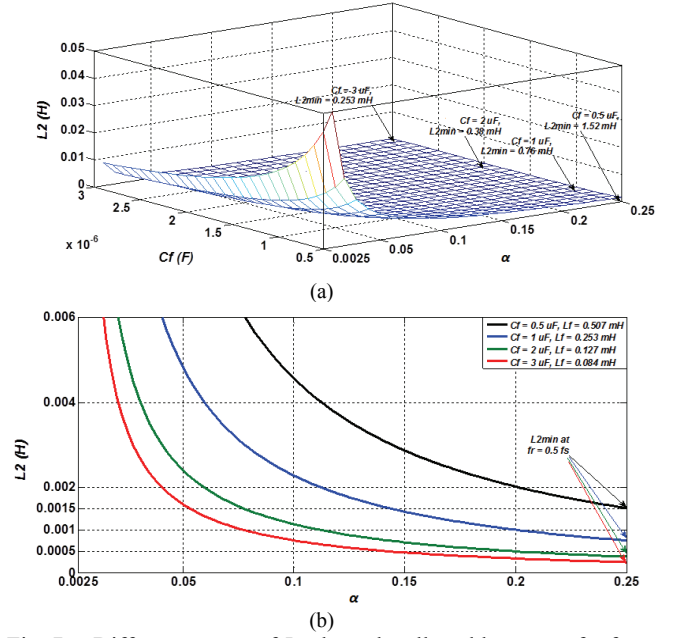 0.05
0.04
0.03
0.02
0.01
0
L2 (H)
Cf = 3 uF,
L2min = 0.253 mH
Cf = 2 uF,
L2min = 0.38 mH
Cf = 1 uF,
L2min = 0.76 mH
Cf = 0.5 uF,
L2min = 1.52 mH
3
2.5
2
1.5
1
0.5
x 10⁻⁶
Cf (F)
0.0025
0.05
0.1
0.15
0.2
0.25
α
(a)
0.006
0.004
0.002
0.0015
0.001
0.0005
0
L2 (H)
Cf = 0.5 uF, Lf = 0.507 mH
Cf = 1 uF, Lf = 0.253 mH
Cf = 2 uF, Lf = 0.127 mH
Cf = 3 uF, Lf = 0.084 mH
L2min at
fr = 0.5 fs
0.0025
0.05
0.1
0.15
0.2
0.25
α
(b)